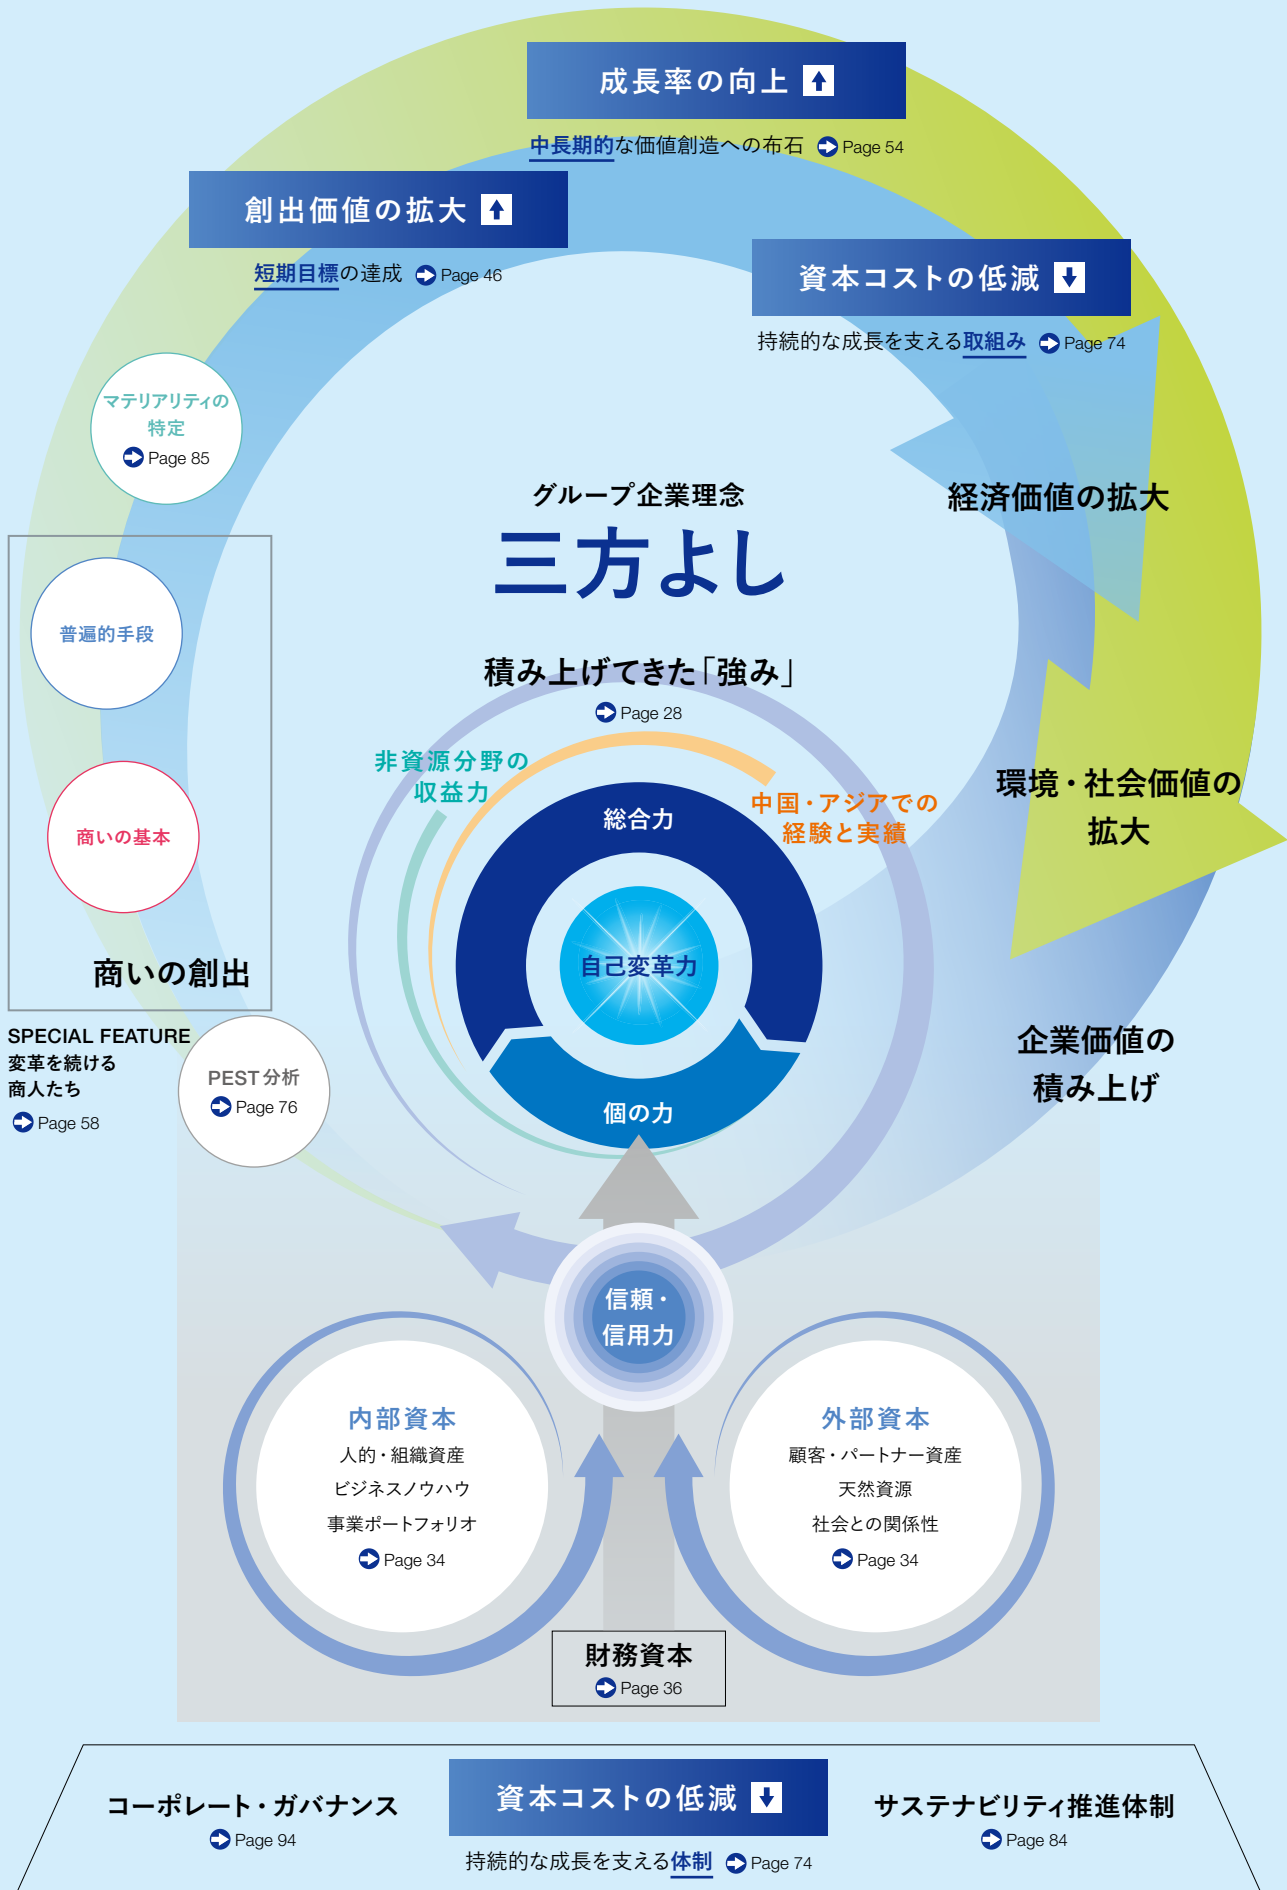 成長率の向上
中長期的な価値創造への布石 Page 54
創出価値の拡大
短期目標の達成 Page 46
資本コストの低減
持続的な成長を支える取組み Page 74
マテリアリティの
特定
Page 85
グループ企業理念
三方よし
経済価値の拡大
普遍的手段
積み上げてきた「強み」
Page 28
非資源分野の
収益力
中国・アジアでの
経験と実績
環境・社会価値の
拡大
総合力
商いの基本
自己変革力
商いの創出
SPECIAL FEATURE
変革を続ける
商人たち
Page 58
PEST分析
Page 76
個の力
企業価値の
積み上げ
信頼・
信用力
内部資本
人的・組織資産
ビジネスノウハウ
事業ポートフォリオ
Page 34
外部資本
顧客・パートナー資産
天然資源
社会との関係性
Page 34
財務資本
Page 36
コーポレート・ガバナンス
Page 94
資本コストの低減
持続的な成長を支える体制 Page 74
サステナビリティ推進体制
Page 84